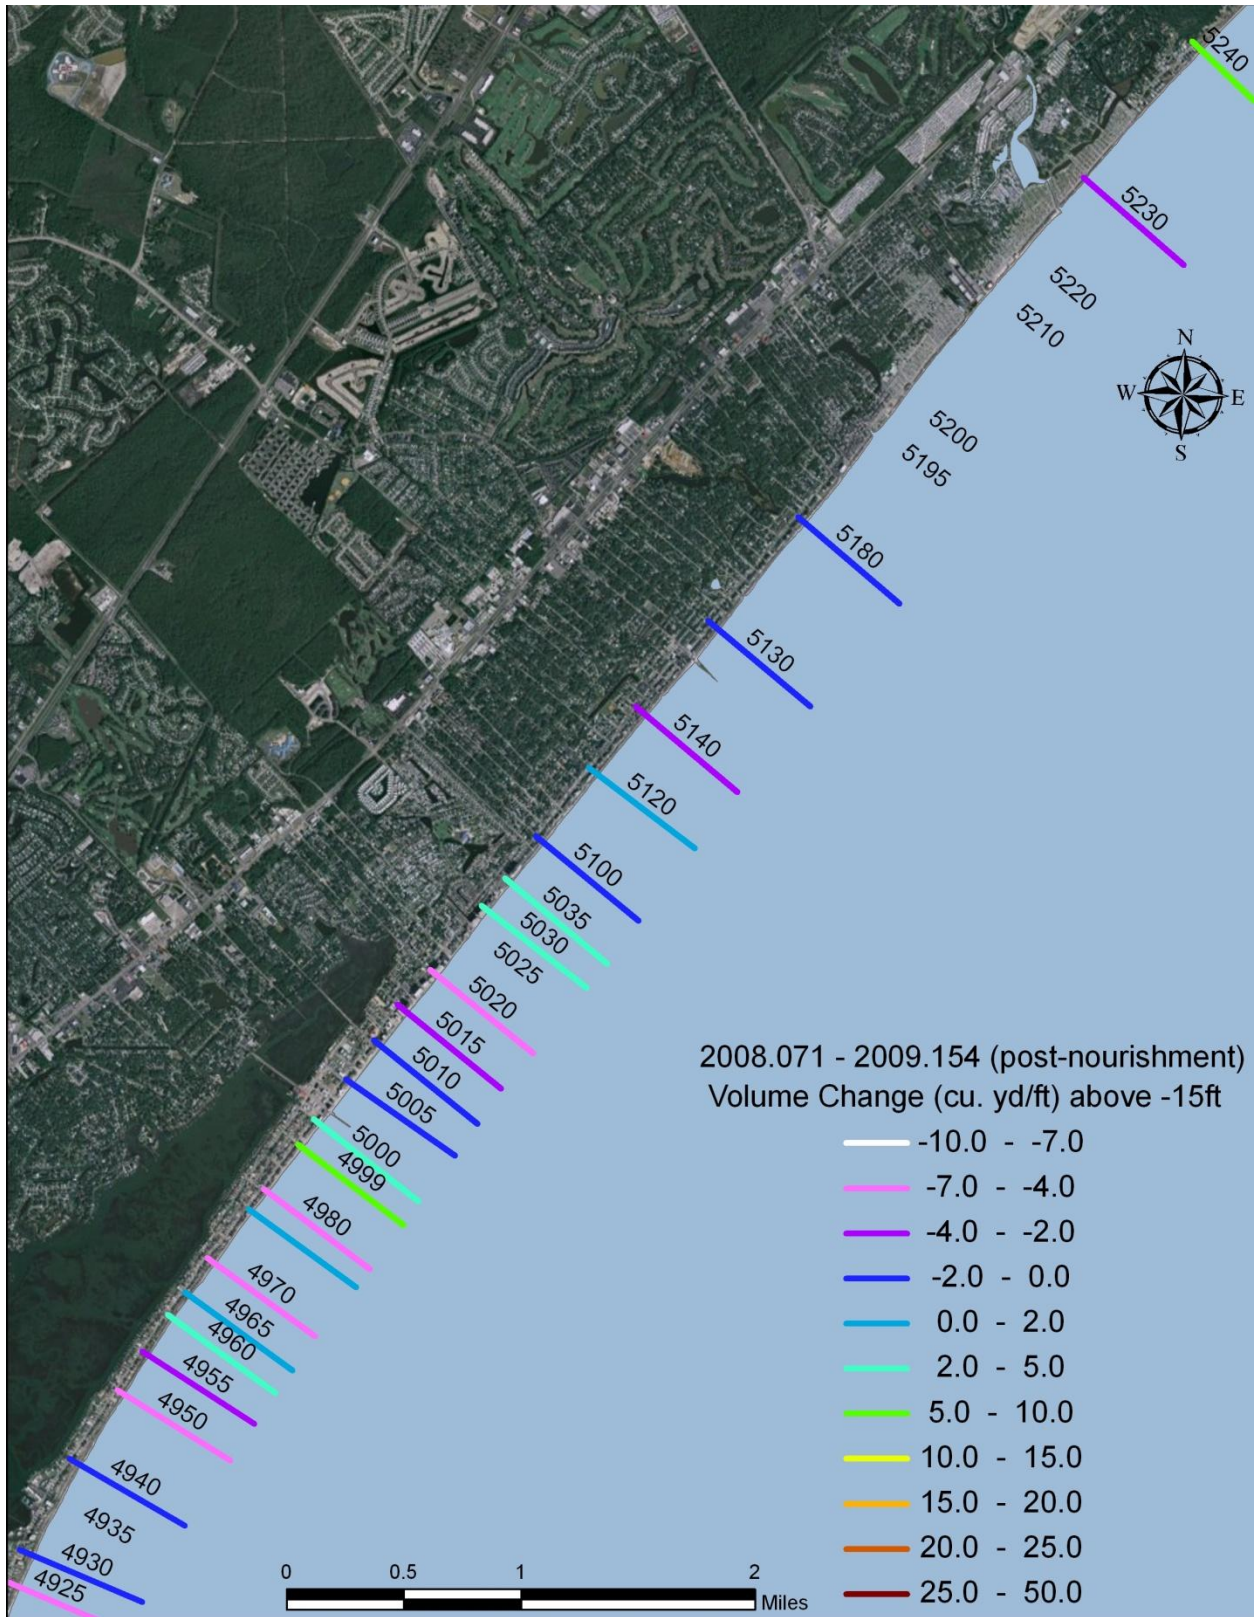 5240
5230
5220
5210
N
W E
S
5200
5195
5180
5130
5140
5120
5100
5035
5030
5025
5020
5015
5010
5005
5000
4999
4980
4970
4965
4960
4955
4950
4940
4935
4930
4925
2008.071 - 2009.154 (post-nourishment)
Volume Change (cu. yd/ft) above -15ft
-10.0 - -7.0
-7.0 - -4.0
-4.0 - -2.0
-2.0 - 0.0
0.0 - 2.0
2.0 - 5.0
5.0 - 10.0
10.0 - 15.0
15.0 - 20.0
20.0 - 25.0
25.0 - 50.0
0 0.5 1 2
Miles